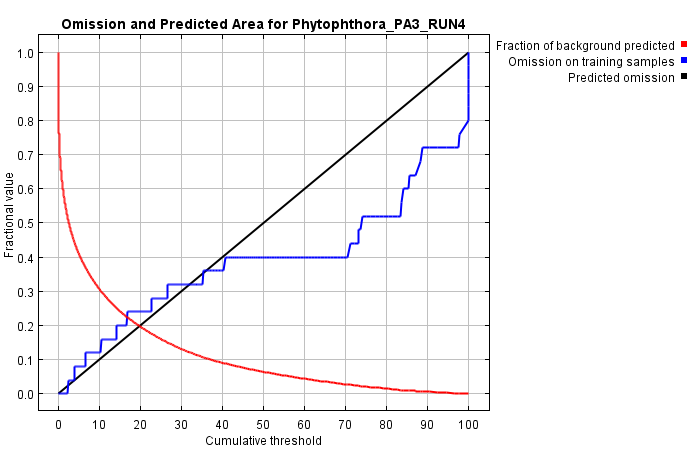 Omission and Predicted Area for Phytophthora_PA3_RUN4
Fraction of background predicted
Omission on training samples
Predicted omission
Fractional value
1.0
0.9
0.8
0.7
0.6
0.5
0.4
0.3
0.2
0.1
0.0
0 10 20 30 40 50 60 70 80 90 100
Cumulative threshold